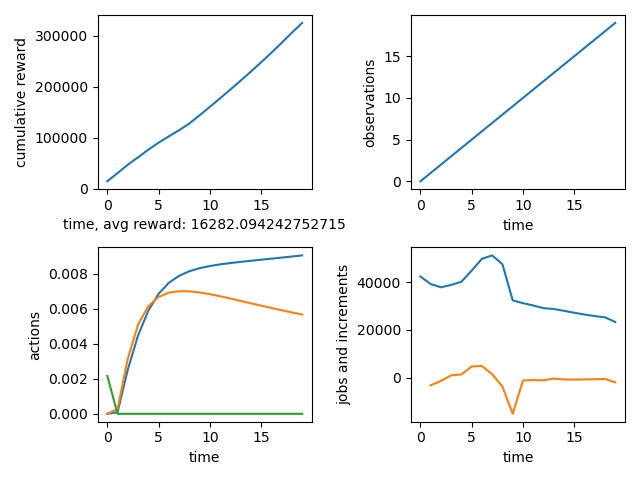 cumulative reward
300000
200000
100000
0
0 5 10 15
time, avg reward: 16282.094242752715
observations
15
10
5
0
0 5 10 15
time
actions
0.008
0.006
0.004
0.002
0.000
0 5 10 15
time
jobs and increments
40000
20000
0
0 5 10 15
time